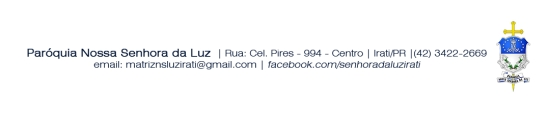 Paróquia Nossa Senhora da Luz | Rua: Cel. Pires - 994 - Centro | Irati/PR |(42) 3422-2669
email: matriznsluzirati@gmail.com | facebook.com/senhoradaluzirati